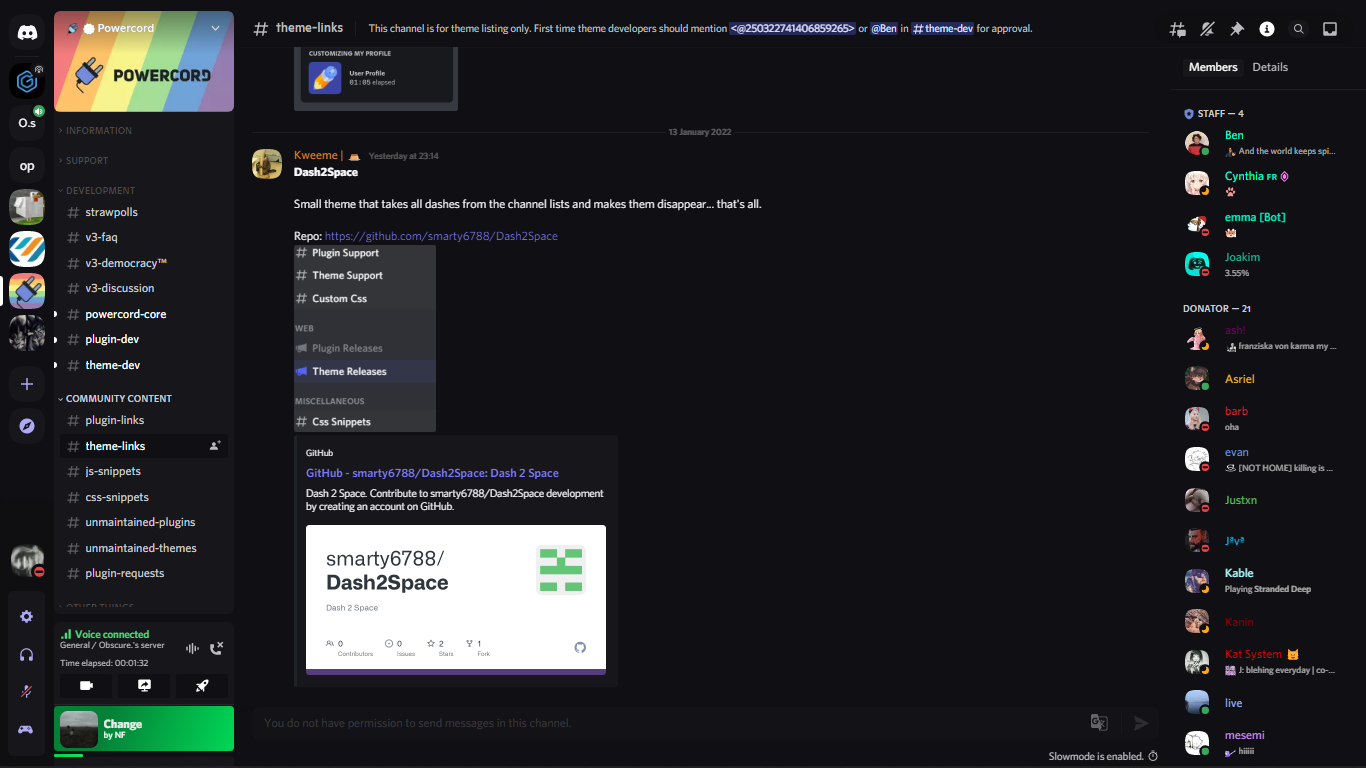 Powercord
POWERCORD
INFORMATION
SUPPORT
DEVELOPMENT
strawpolls
v3-faq
v3-democracy™
v3-discussion
powercord-core
plugin-dev
theme-dev
COMMUNITY CONTENT
plugin-links
theme-links
js-snippets
css-snippets
unmaintained-plugins
unmaintained-themes
plugin-requests
OTHER THINGS
O.s
op
Voice connected
General / Obscure.'s server
Time elapsed: 00:01:32
Change
by NF
theme-links
This channel is for theme listing only. First time theme developers should mention <@250322741406859265> or @Ben in # theme-dev for approval.
CUSTOMIZING MY PROFILE
User Profile
01:05 elapsed
13 January 2022
Kweeme | Yesterday at 23:14
Dash2Space
Small theme that takes all dashes from the channel lists and makes them disappear... that's all.
Repo: https://github.com/smarty6788/Dash2Space
Plugin Support
Theme Support
Custom Css
WEB
Plugin Releases
Theme Releases
MISCELLANEOUS
Css Snippets
GitHub
GitHub - smarty6788/Dash2Space: Dash 2 Space
Dash 2 Space. Contribute to smarty6788/Dash2Space development
by creating an account on GitHub.
smarty6788/
Dash2Space
Dash 2 Space
0 0 2 1
Contributors Issues Stars Fork
You do not have permission to send messages in this channel.
Slowmode is enabled.
Members Details
STAFF — 4
Ben
And the world keeps spi...
Cynthia FR
emma [Bot]
Joakim
3.55%
DONATOR — 21
ash!
franziska von karma my ...
Asriel
barb
oha
evan
[NOT HOME] killing is ...
Justxn
Jªvª
Kable
Playing Stranded Deep
Kanin
Kat System
J: blehing everyday | co-...
live
mesemi
hiiiii